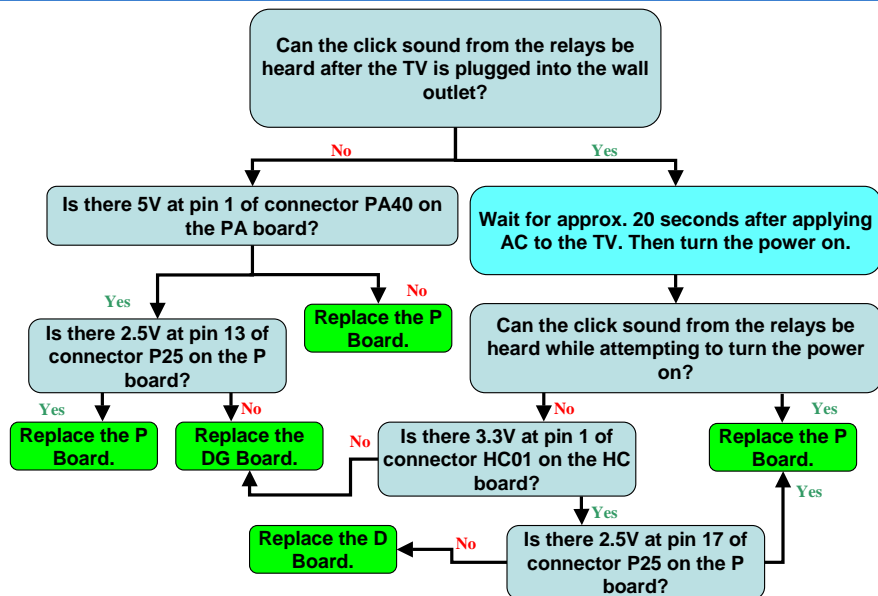 Can the click sound from the relays be
heard after the TV is plugged into the wall
outlet?
No
Yes
Is there 5V at pin 1 of connector PA40 on
the PA board?
Wait for approx. 20 seconds after applying
AC to the TV. Then turn the power on.
Yes
No
Is there 2.5V at pin 13 of
connector P25 on the P
board?
Replace the P
Board.
Can the click sound from the relays be
heard while attempting to turn the power
on?
Yes
No
No
Yes
Replace the P
Board.
Replace the
DG Board.
No
Is there 3.3V at pin 1 of
connector HC01 on the HC
board?
Replace the P
Board.
Yes
Yes
Replace the D
Board.
No
Is there 2.5V at pin 17 of
connector P25 on the P
board?